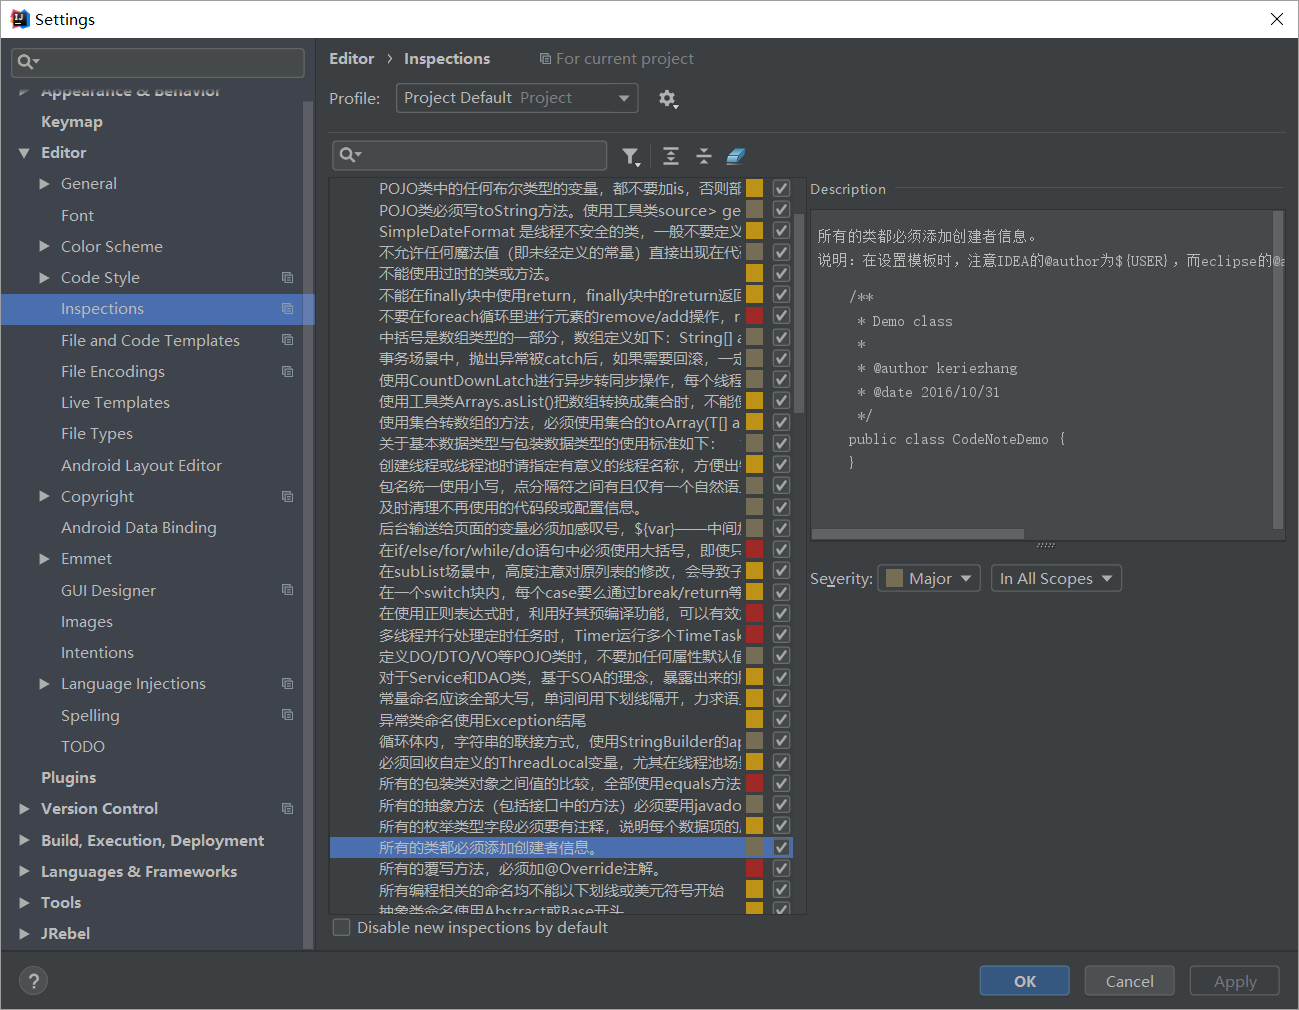 Settings
Appearance & Behavior
Keymap
Editor
General
Font
Color Scheme
Code Style
Inspections
File and Code Templates
File Encodings
Live Templates
File Types
Android Layout Editor
Copyright
Android Data Binding
Emmet
GUI Designer
Images
Intentions
Language Injections
Spelling
TODO
Plugins
Version Control
Build, Execution, Deployment
Languages & Frameworks
Tools
JRebel
Editor › Inspections For current project
Profile: Project Default Project
POJO类中的任何布尔类型的变量，都不要加is，否则部
POJO类必须写toString方法。使用工具类source> ge
SimpleDateFormat 是线程不安全的类，一般不要定义
不允许任何魔法值（即未经定义的常量）直接出现在代
不能使用过时的类或方法。
不能在finally块中使用return，finally块中的return返回
不要在foreach循环里进行元素的remove/add操作，r
中括号是数组类型的一部分，数组定义如下：String[] a
事务场景中，抛出异常被catch后，如果需要回滚，一定
使用CountDownLatch进行异步转同步操作，每个线程
使用工具类Arrays.asList()把数组转换成集合时，不能使
使用集合转数组的方法，必须使用集合的toArray(T[] a
关于基本数据类型与包装数据类型的使用标准如下：
创建线程或线程池时请指定有意义的线程名称，方便出
包名统一使用小写，点分隔符之间有且仅有一个自然语
及时清理不再使用的代码段或配置信息。
后台输送给页面的变量必须加感叹号，${var}——中间加
在if/else/for/while/do语句中必须使用大括号，即使只
在subList场景中，高度注意对原列表的修改，会导致子
在一个switch块内，每个case要么通过break/return等
在使用正则表达式时，利用好其预编译功能，可以有效
多线程并行处理定时任务时，Timer运行多个TimeTask
定义DO/DTO/VO等POJO类时，不要加任何属性默认值
对于Service和DAO类，基于SOA的理念，暴露出来的
常量命名应该全部大写，单词间用下划线隔开，力求语
异常类命名使用Exception结尾
循环体内，字符串的联接方式，使用StringBuilder的ap
必须回收自定义的ThreadLocal变量，尤其在线程池场
所有的包装类对象之间值的比较，全部使用equals方法
所有的抽象方法（包括接口中的方法）必须要用javado
所有的枚举类型字段必须要有注释，说明每个数据项的
所有的类都必须添加创建者信息。
所有的覆写方法，必须加@Override注解。
所有编程相关的命名均不能以下划线或美元符号开始
抽象类命名使用Abstract或Base开头
Disable new inspections by default
Description
所有的类都必须添加创建者信息。
说明：在设置模板时，注意IDEA的@author为${USER}，而eclipse的@a
/**
* Demo class
*
* @author keriezhang
* @date 2016/10/31
*/
public class CodeNoteDemo {
}
Severity: Major In All Scopes
?
OK
Cancel
Apply